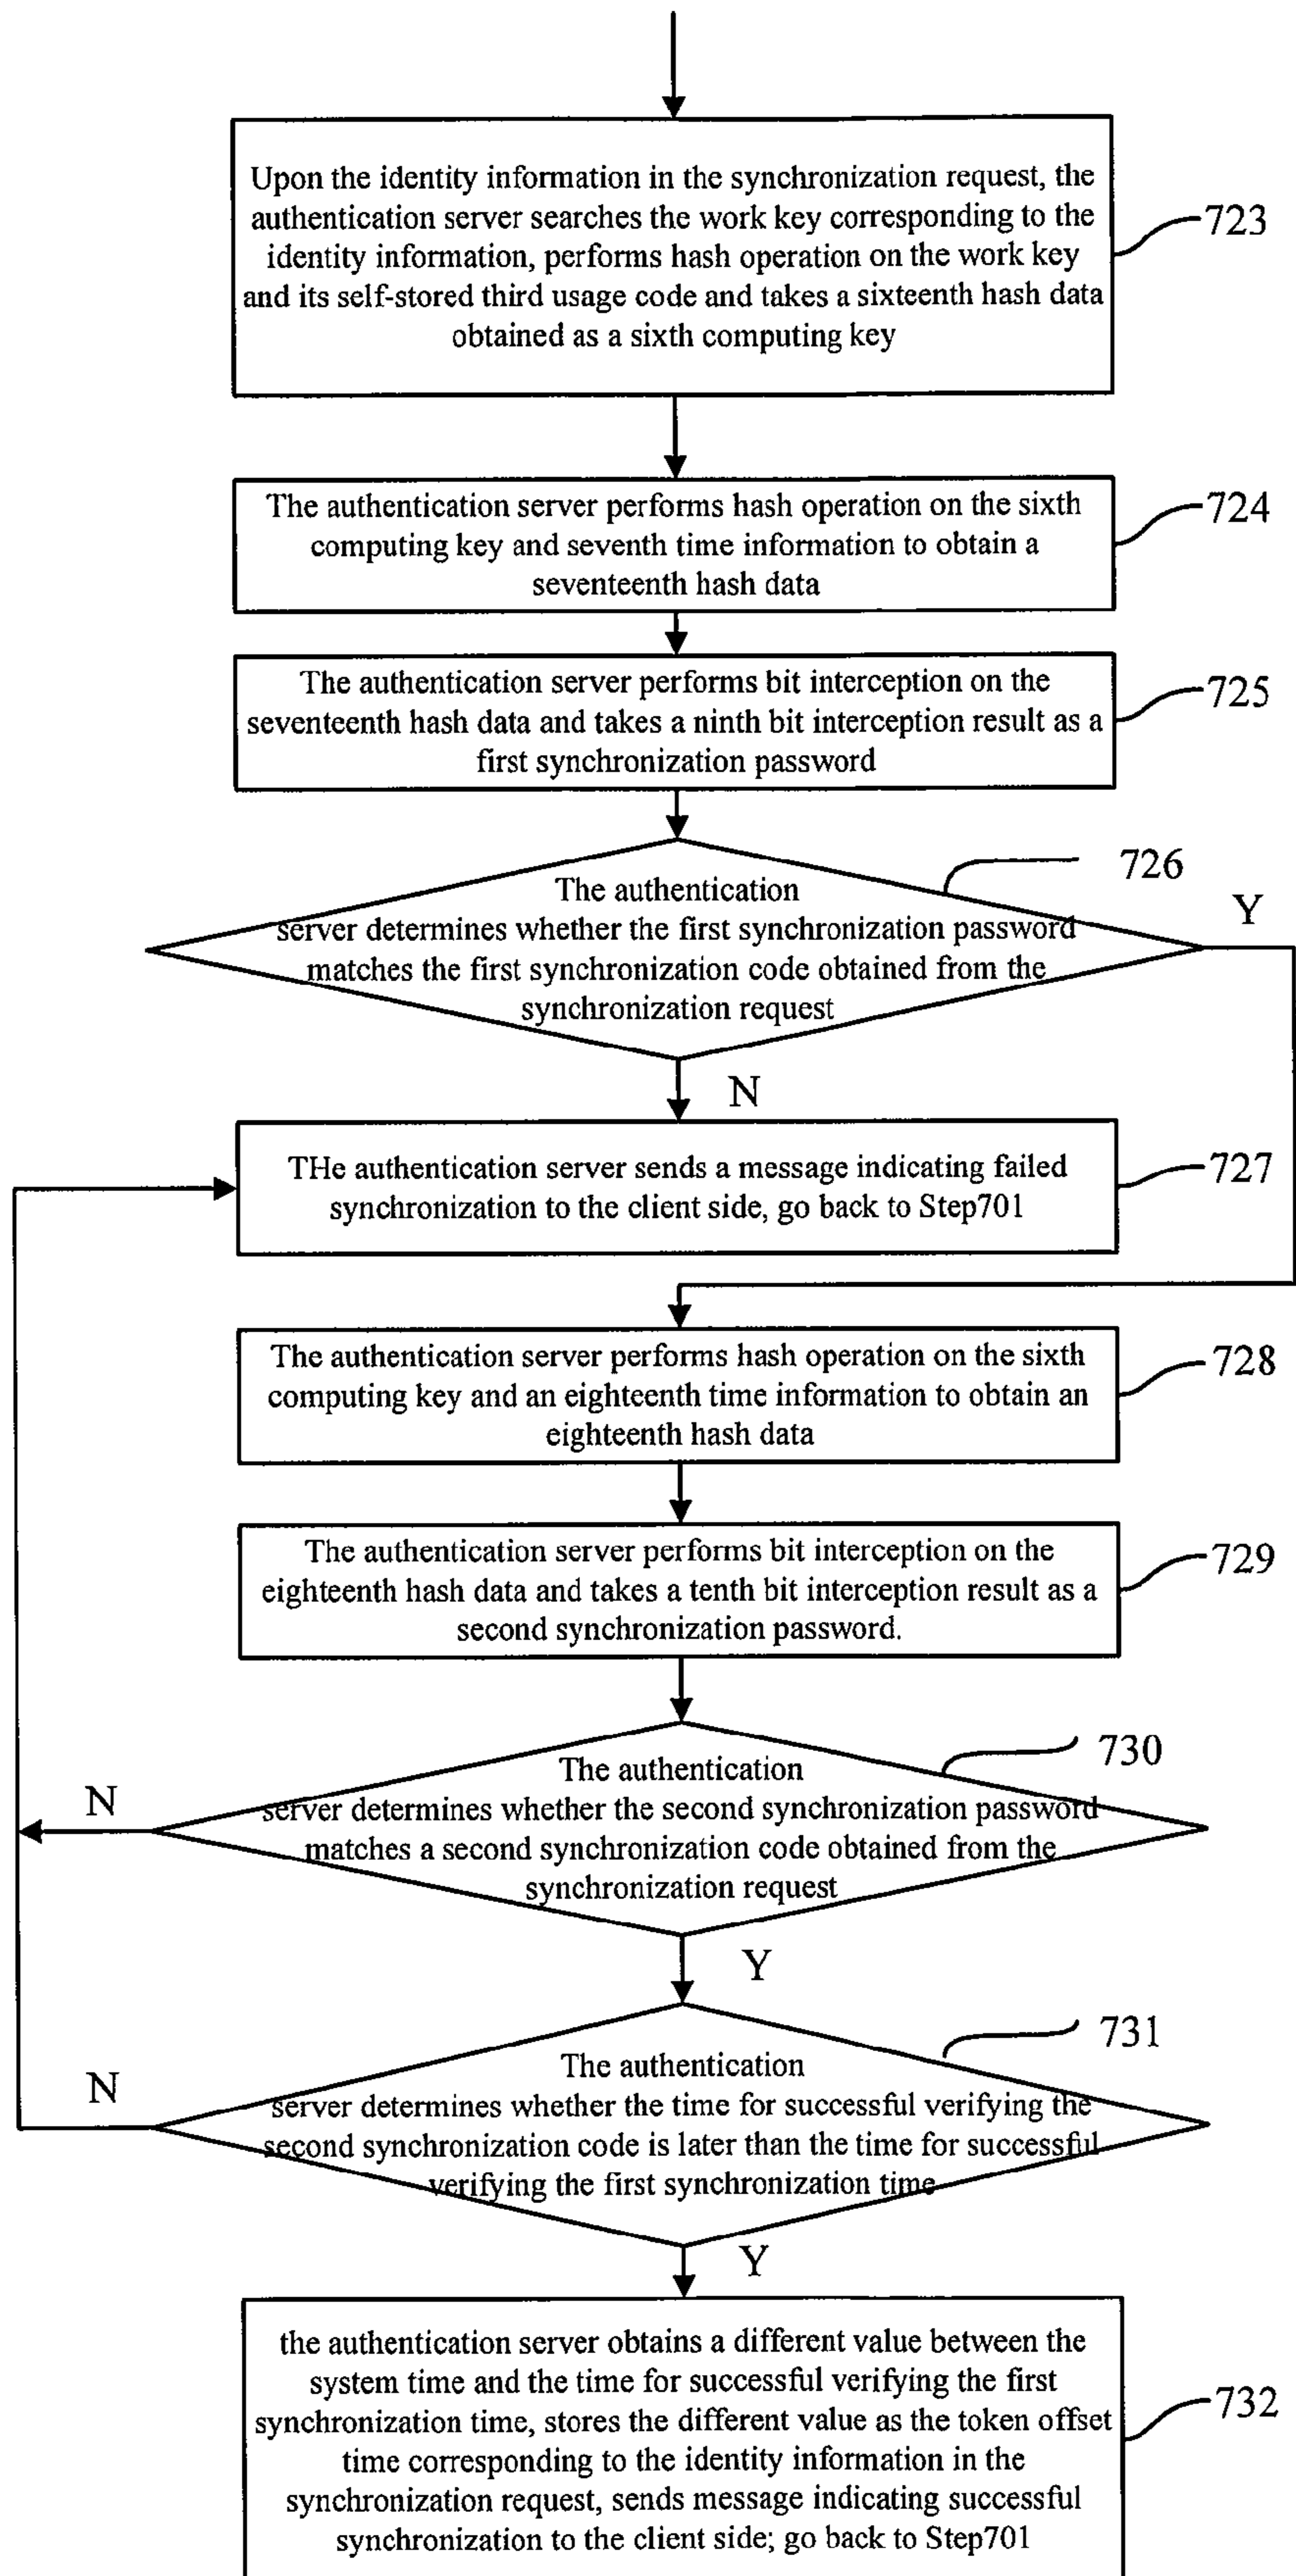 Upon the identity information in the synchronization request, the
authentication server searches the work key corresponding to the
identity information, performs hash operation on the work key
and its self-stored third usage code and takes a sixteenth hash data
obtained as a sixth computing key
723
The authentication server performs hash operation on the sixth
computing key and seventh time information to obtain a
seventeenth hash data
724
The authentication server performs bit interception on the
seventeenth hash data and takes a ninth bit interception result as a
first synchronization password
725
726
The authentication
server determines whether the first synchronization password
matches the first synchronization code obtained from the
synchronization request
Y
N
THe authentication server sends a message indicating failed
synchronization to the client side, go back to Step701
727
The authentication server performs hash operation on the sixth
computing key and an eighteenth time information to obtain an
eighteenth hash data
728
The authentication server performs bit interception on the
eighteenth hash data and takes a tenth bit interception result as a
second synchronization password.
729
730
The authentication
server determines whether the second synchronization password
matches a second synchronization code obtained from the
synchronization request
N
Y
731
The authentication
server determines whether the time for successful verifying the
second synchronization code is later than the time for successful
verifying the first synchronization time
N
Y
the authentication server obtains a different value between the
system time and the time for successful verifying the first
synchronization time, stores the different value as the token offset
time corresponding to the identity information in the
synchronization request, sends message indicating successful
synchronization to the client side; go back to Step701
732